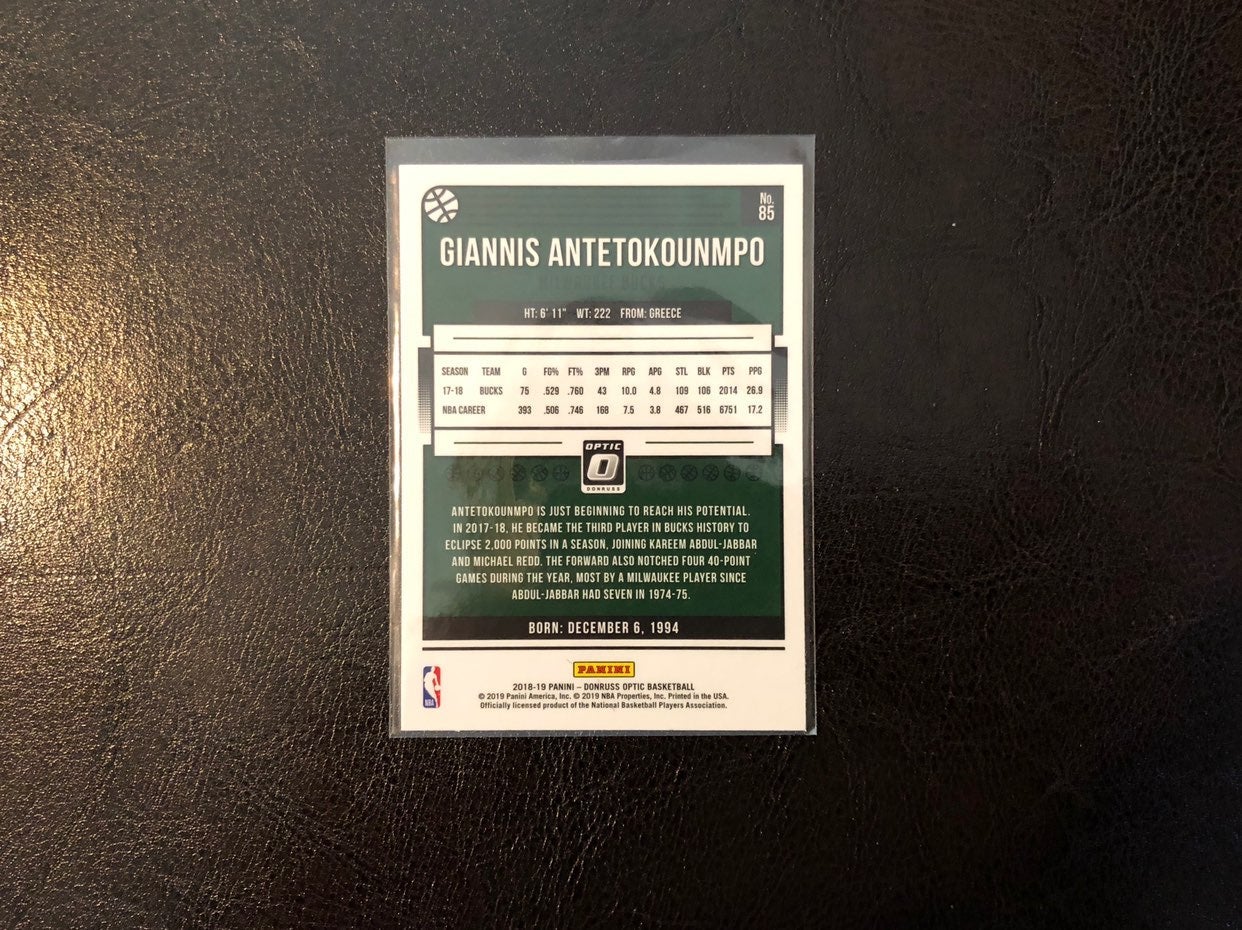 No.
85
GIANNIS ANTETOKOUNMPO
MILWAUKEE BUCKS
HT: 6' 11" WT: 222 FROM: GREECE
SEASON TEAM G FG% FT% 3PM RPG APG STL BLK PTS PPG
17-18 BUCKS 75 .529 .760 43 10.0 4.8 109 106 2014 26.9
NBA CAREER 393 .506 .746 168 7.5 3.8 467 516 6751 17.2
OPTIC
O
DONRUSS
ANTETOKOUNMPO IS JUST BEGINNING TO REACH HIS POTENTIAL.
IN 2017-18, HE BECAME THE THIRD PLAYER IN BUCKS HISTORY TO
ECLIPSE 2,000 POINTS IN A SEASON, JOINING KAREEM ABDUL-JABBAR
AND MICHAEL REDD. THE FORWARD ALSO NOTCHED FOUR 40-POINT
GAMES DURING THE YEAR, MOST BY A MILWAUKEE PLAYER SINCE
ABDUL-JABBAR HAD SEVEN IN 1974-75.
BORN: DECEMBER 6, 1994
PANINI
NBA
2018-19 PANINI – DONRUSS OPTIC BASKETBALL
© 2019 Panini America, Inc. © 2019 NBA Properties, Inc. Printed in the USA.
Officially licensed product of the National Basketball Players Association.